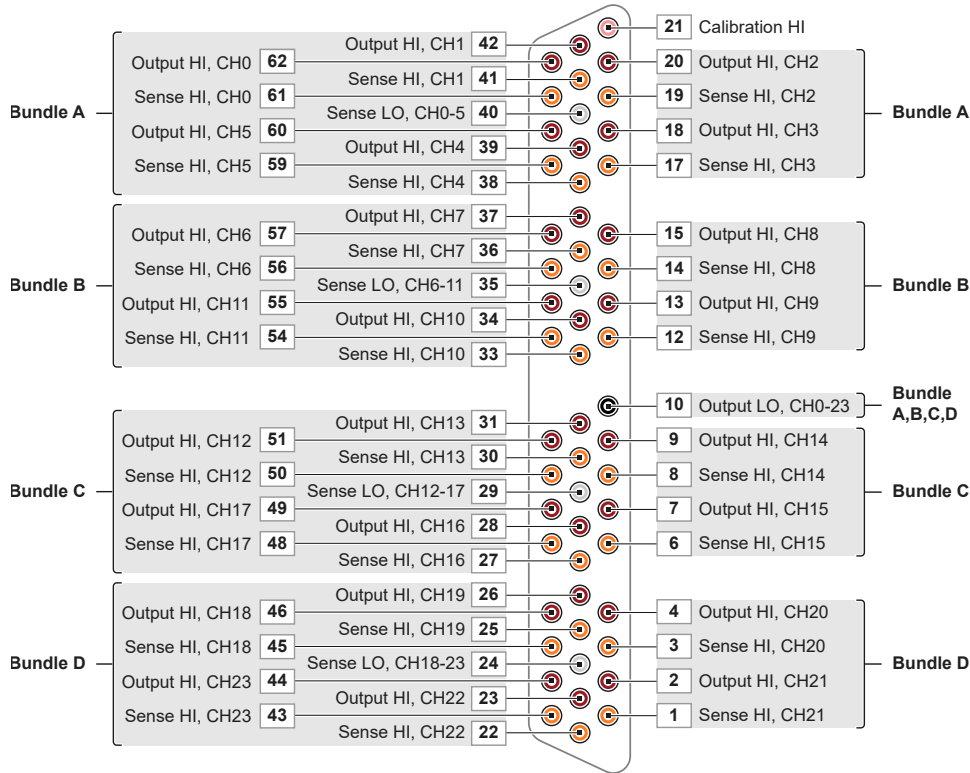 21 Calibration HI
Output HI, CH1 42
Output HI, CH0 62
20 Output HI, CH2
Sense HI, CH1 41
Sense HI, CH0 61
19 Sense HI, CH2
Bundle A
Sense LO, CH0-5 40
Bundle A
Output HI, CH5 60
18 Output HI, CH3
Output HI, CH4 39
Sense HI, CH5 59
17 Sense HI, CH3
Sense HI, CH4 38
Output HI, CH7 37
Output HI, CH6 57
15 Output HI, CH8
Sense HI, CH7 36
Sense HI, CH6 56
14 Sense HI, CH8
Bundle B
Sense LO, CH6-11 35
Bundle B
Output HI, CH11 55
13 Output HI, CH9
Output HI, CH10 34
Sense HI, CH11 54
12 Sense HI, CH9
Sense HI, CH10 33
10 Output LO, CH0-23
Bundle
A,B,C,D
Output HI, CH13 31
Output HI, CH12 51
9 Output HI, CH14
Sense HI, CH13 30
Sense HI, CH12 50
8 Sense HI, CH14
Bundle C
Sense LO, CH12-17 29
Bundle C
Output HI, CH17 49
7 Output HI, CH15
Output HI, CH16 28
Sense HI, CH17 48
6 Sense HI, CH15
Sense HI, CH16 27
Output HI, CH19 26
Output HI, CH18 46
4 Output HI, CH20
Sense HI, CH19 25
Sense HI, CH18 45
3 Sense HI, CH20
Bundle D
Sense LO, CH18-23 24
Bundle D
Output HI, CH23 44
2 Output HI, CH21
Output HI, CH22 23
Sense HI, CH23 43
1 Sense HI, CH21
Sense HI, CH22 22